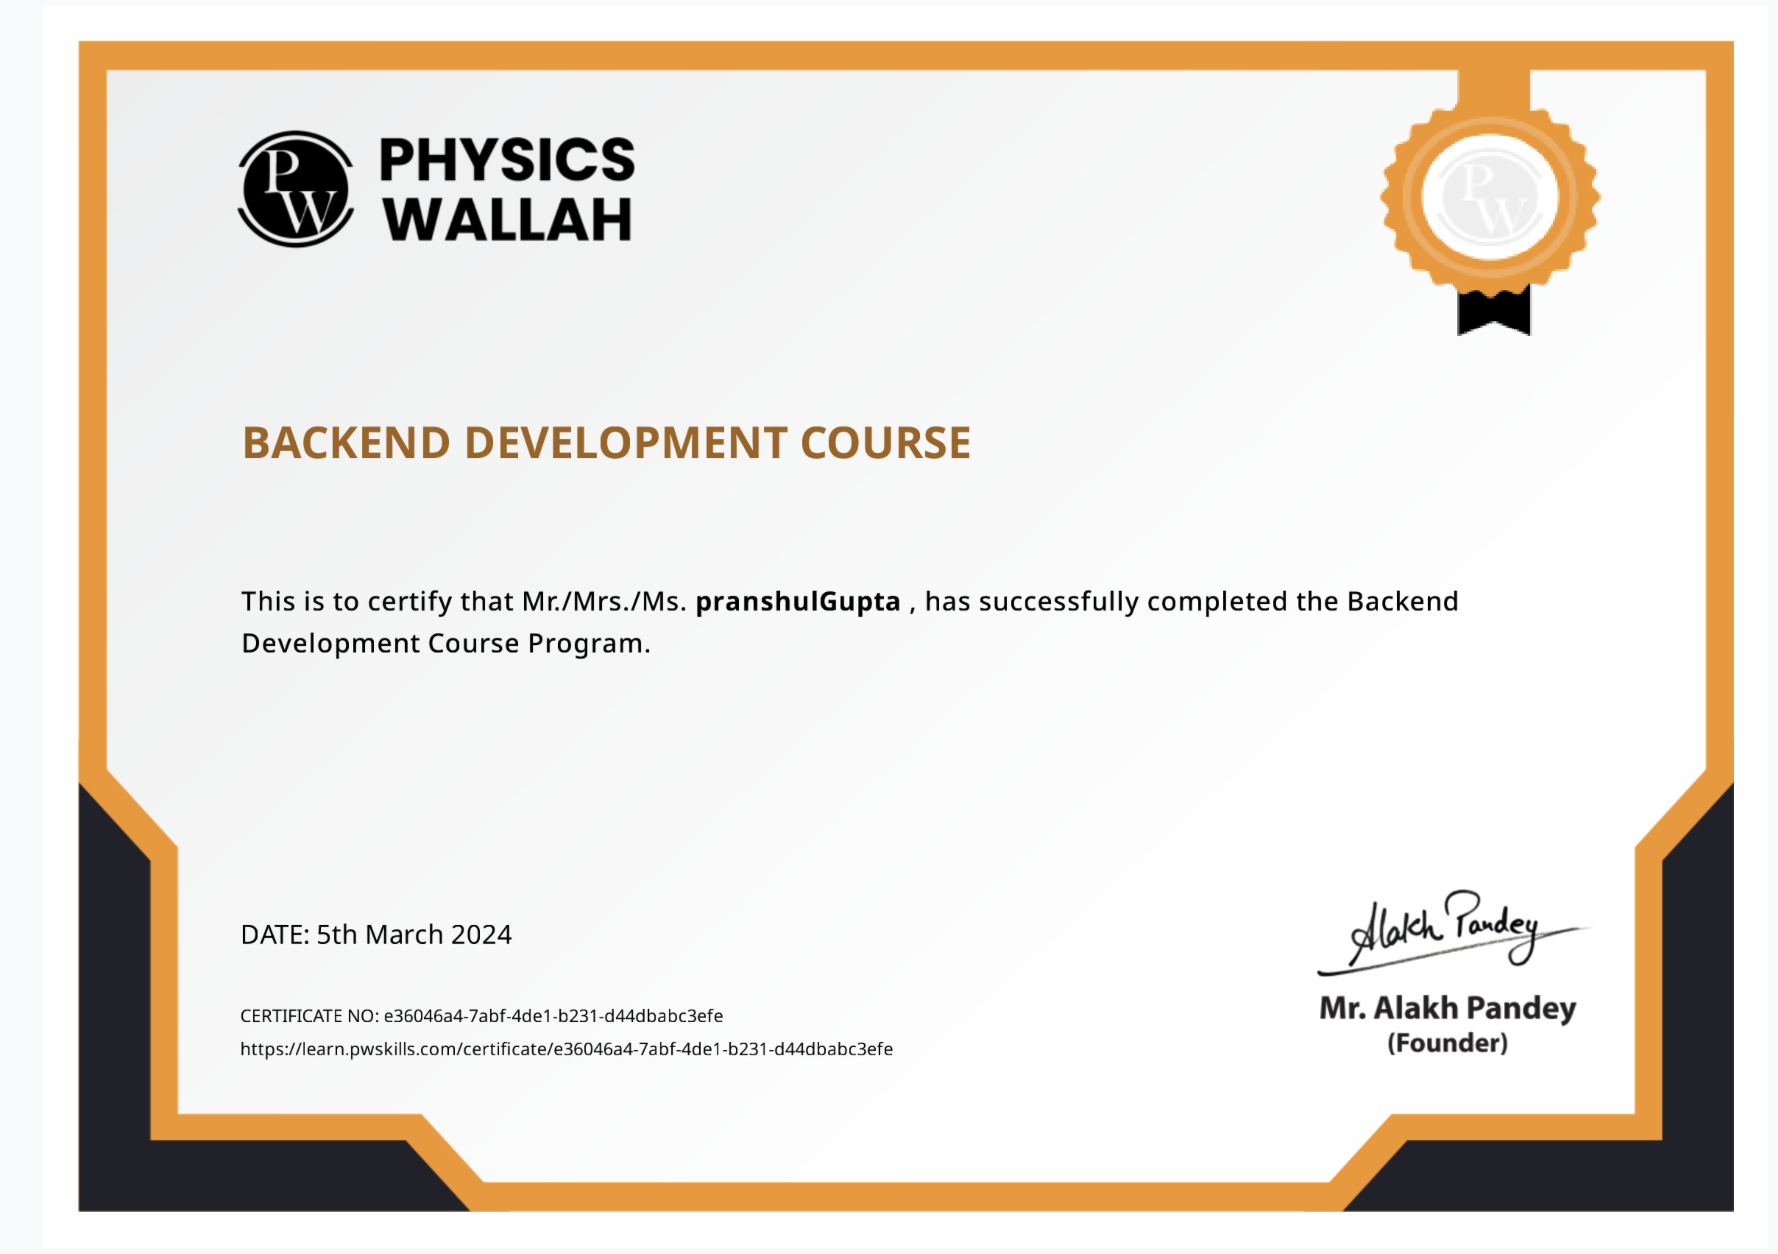 PW
PHYSICS
WALLAH
PW
BACKEND DEVELOPMENT COURSE
This is to certify that Mr./Mrs./Ms. pranshulGupta , has successfully completed the Backend
Development Course Program.
DATE: 5th March 2024
CERTIFICATE NO: e36046a4-7abf-4de1-b231-d44dbabc3efe
https://learn.pwskills.com/certificate/e36046a4-7abf-4de1-b231-d44dbabc3efe
Alakh Pandey
Mr. Alakh Pandey
(Founder)